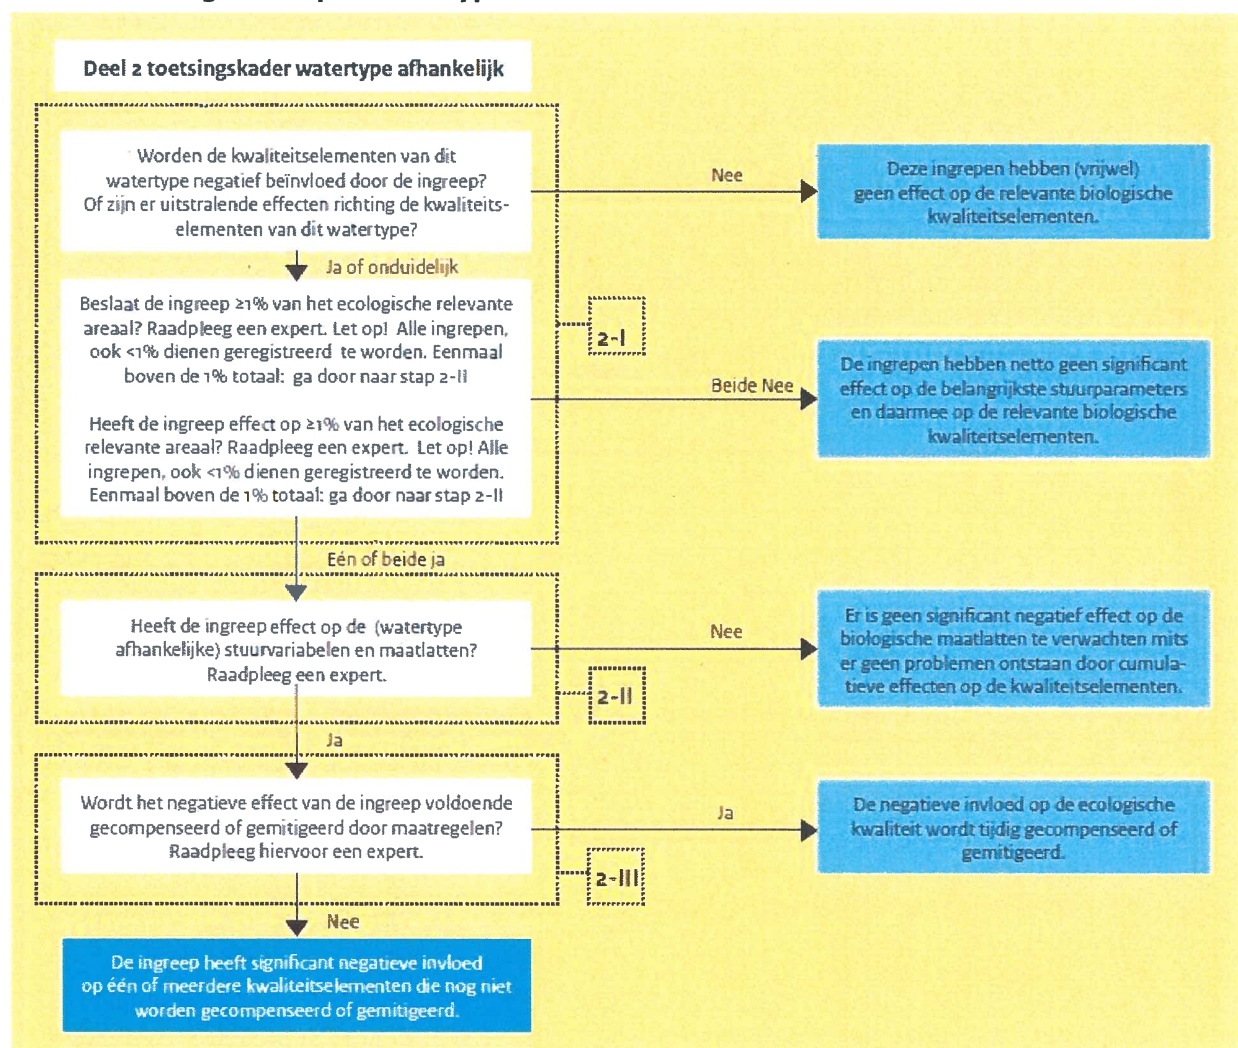 Deel 2 toetsingskader watertype afhankelijk
Worden de kwaliteitselementen van dit
watertype negatief beïnvloed door de ingreep?
Of zijn er uitstralende effecten richting de kwaliteits-
elementen van dit watertype?
Nee
Deze ingrepen hebben (vrijwel)
geen effect op de relevante biologische
kwaliteitselementen.
Ja of onduidelijk
Beslaat de ingreep ≥1% van het ecologische relevante
areaal? Raadpleeg een expert. Let op! Alle ingrepen,
ook <1% dienen geregistreerd te worden. Eenmaal
boven de 1% totaal: ga door naar stap 2-II
Heeft de ingreep effect op ≥1% van het ecologische
relevante areaal? Raadpleeg een expert. Let op! Alle
ingrepen, ook <1% dienen geregistreerd te worden.
Eenmaal boven de 1% totaal: ga door naar stap 2-II
2-I
Beide Nee
De ingrepen hebben netto geen significant
effect op de belangrijkste stuurparameters
en daarmee op de relevante biologische
kwaliteitselementen.
Eén of beide ja
Heeft de ingreep effect op de (watertype
afhankelijke) stuurvariabelen en maatlatten?
Raadpleeg een expert.
2-II
Nee
Er is geen significant negatief effect op de
biologische maatlatten te verwachten mits
er geen problemen ontstaan door cumula-
tieve effecten op de kwaliteitselementen.
Ja
Wordt het negatieve effect van de ingreep voldoende
gecompenseerd of gemitigeerd door maatregelen?
Raadpleeg hiervoor een expert.
2-III
Ja
De negatieve invloed op de ecologische
kwaliteit wordt tijdig gecompenseerd of
gemitigeerd.
Nee
De ingreep heeft significant negatieve invloed
op één of meerdere kwaliteitselementen die nog niet
worden gecompenseerd of gemitigeerd.